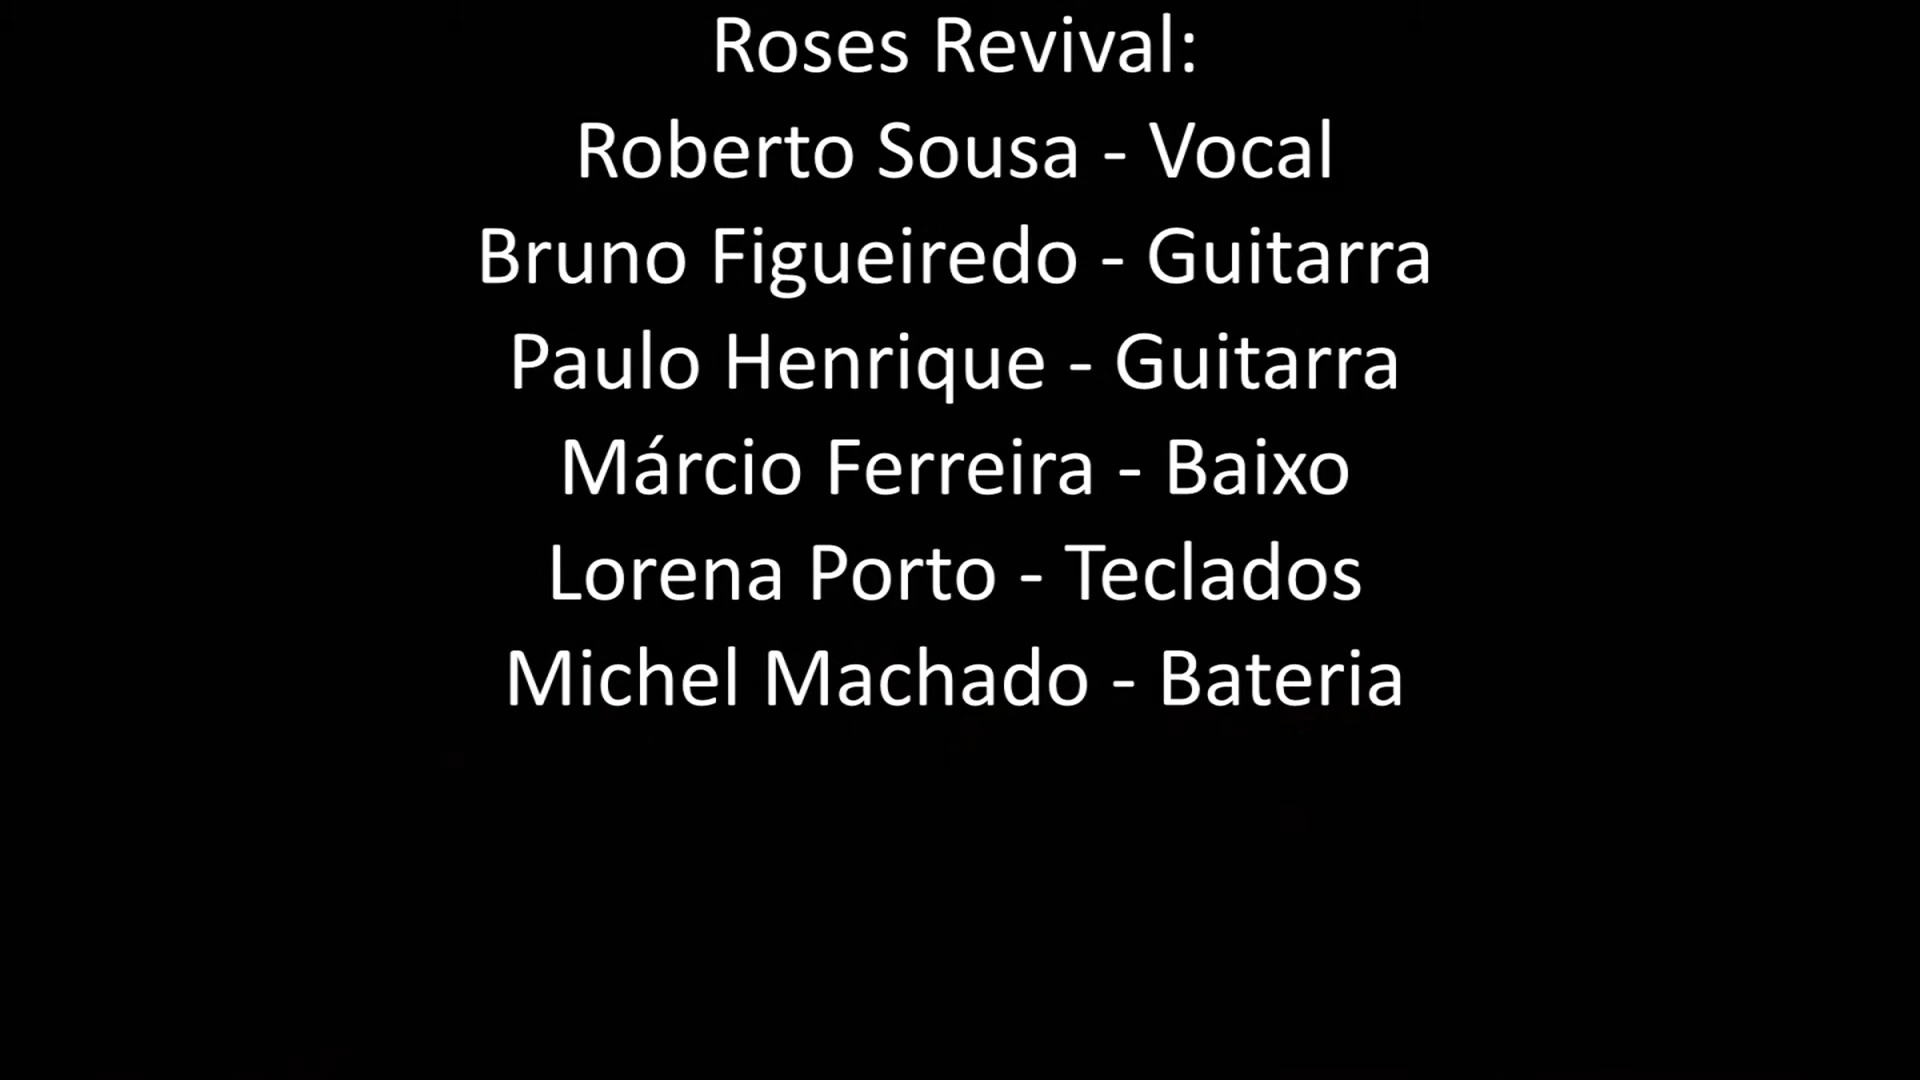 Roses Revival:
Roberto Sousa - Vocal
Bruno Figueiredo - Guitarra
Paulo Henrique - Guitarra
Márcio Ferreira - Baixo
Lorena Porto - Teclados
Michel Machado - Bateria